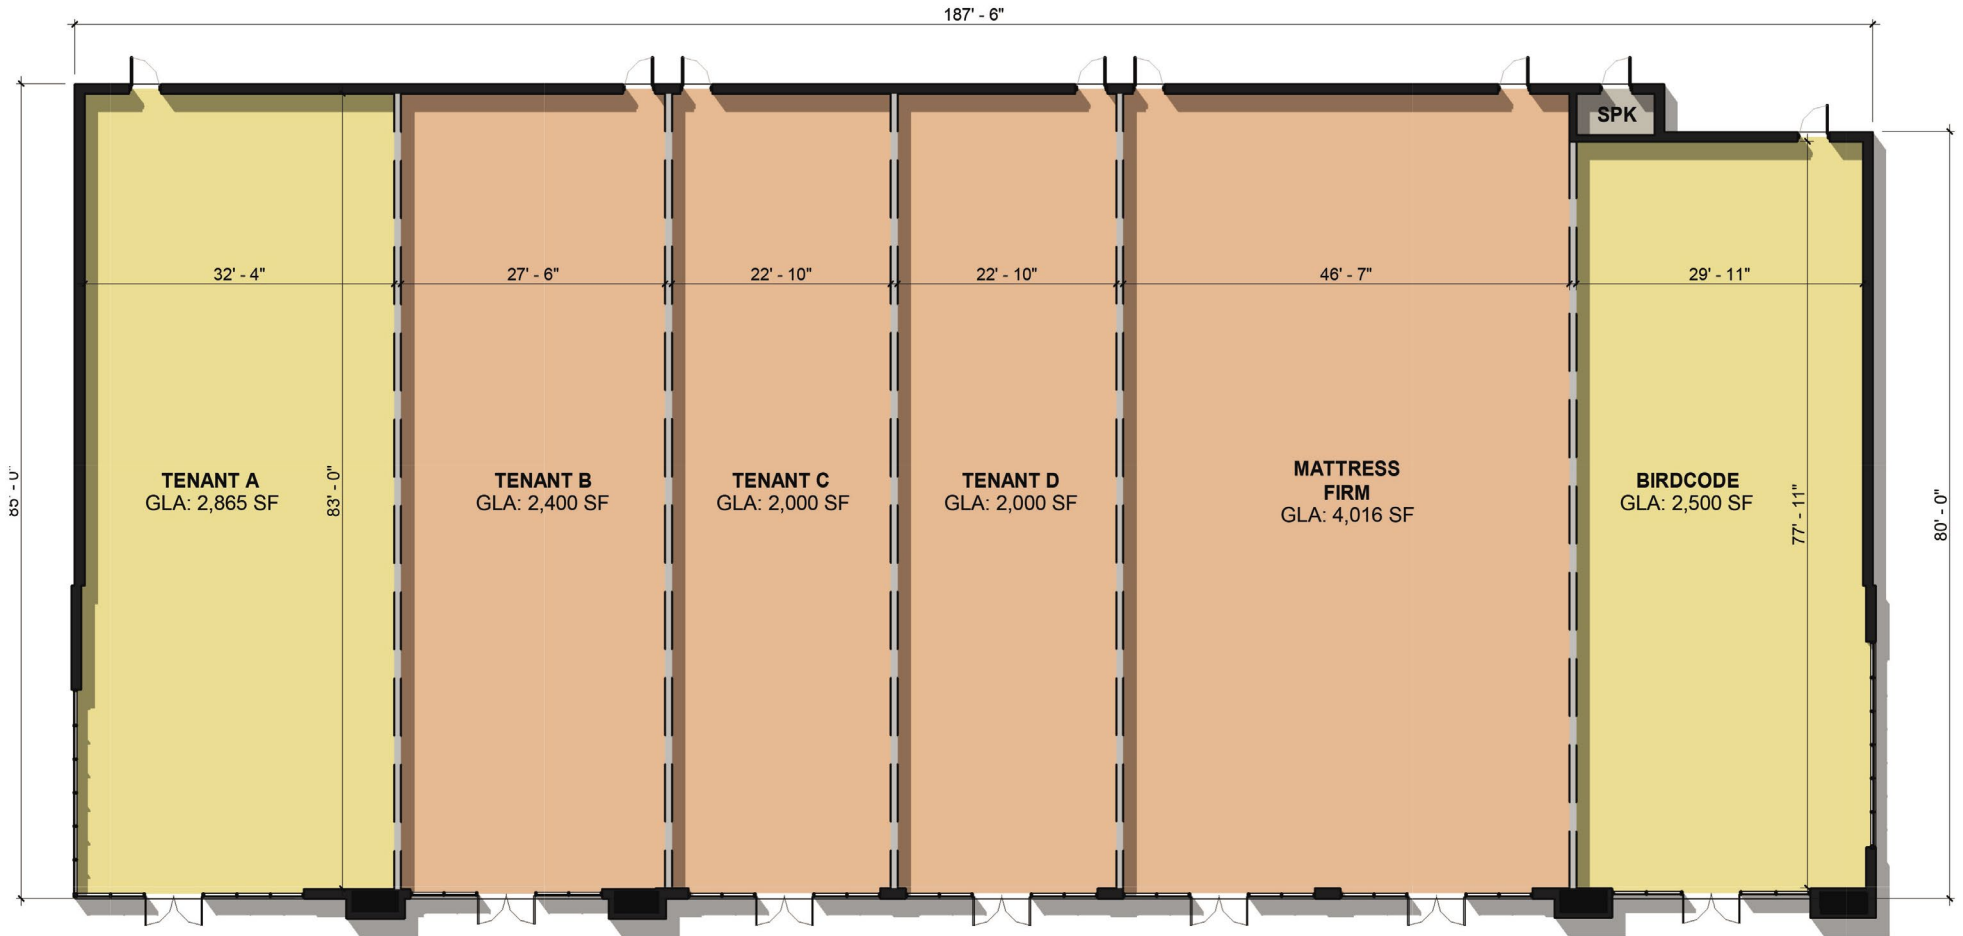 187' - 6"
SPK
32' - 4"
27' - 6"
22' - 10"
22' - 10"
46' - 7"
29' - 11"
TENANT A
GLA: 2,865 SF
83' - 0"
TENANT B
GLA: 2,400 SF
TENANT C
GLA: 2,000 SF
TENANT D
GLA: 2,000 SF
MATTRESS
FIRM
GLA: 4,016 SF
BIRDCODE
GLA: 2,500 SF
77' - 11"
80' - 0"
85' - 0"